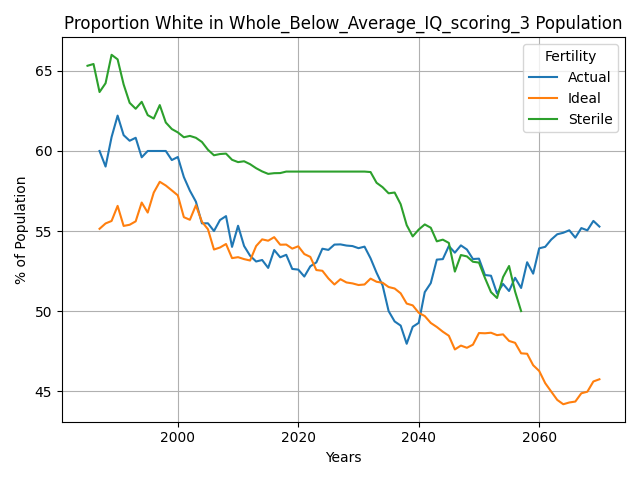 Proportion White in Whole_Below_Average_IQ_scoring_3 Population
Fertility
Actual
Ideal
Sterile
% of Population
65
60
55
50
45
2000
2020
2040
2060
Years